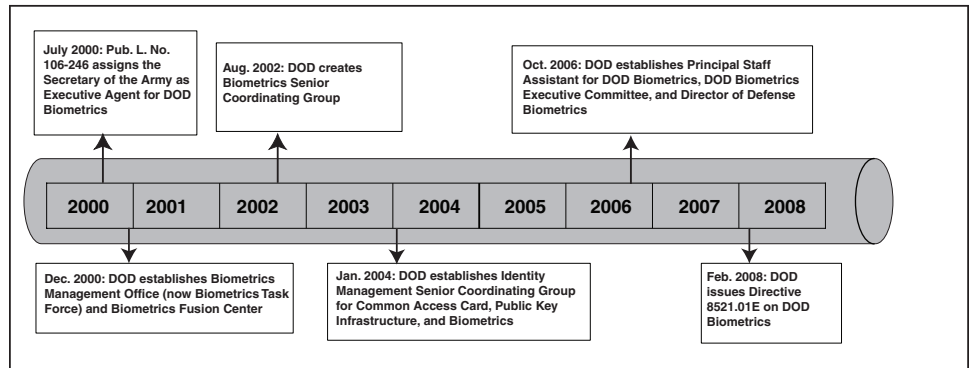 July 2000: Pub. L. No.
106-246 assigns the
Secretary of the Army as
Executive Agent for DOD
Biometrics
Aug. 2002: DOD creates
Biometrics Senior
Coordinating Group
Oct. 2006: DOD establishes Principal Staff
Assistant for DOD Biometrics, DOD Biometrics
Executive Committee, and Director of Defense
Biometrics
2000 2001 2002 2003 2004 2005 2006 2007 2008
Dec. 2000: DOD establishes Biometrics
Management Office (now Biometrics Task
Force) and Biometrics Fusion Center
Jan. 2004: DOD establishes Identity
Management Senior Coordinating Group
for Common Access Card, Public Key
Infrastructure, and Biometrics
Feb. 2008: DOD
issues Directive
8521.01E on DOD
Biometrics